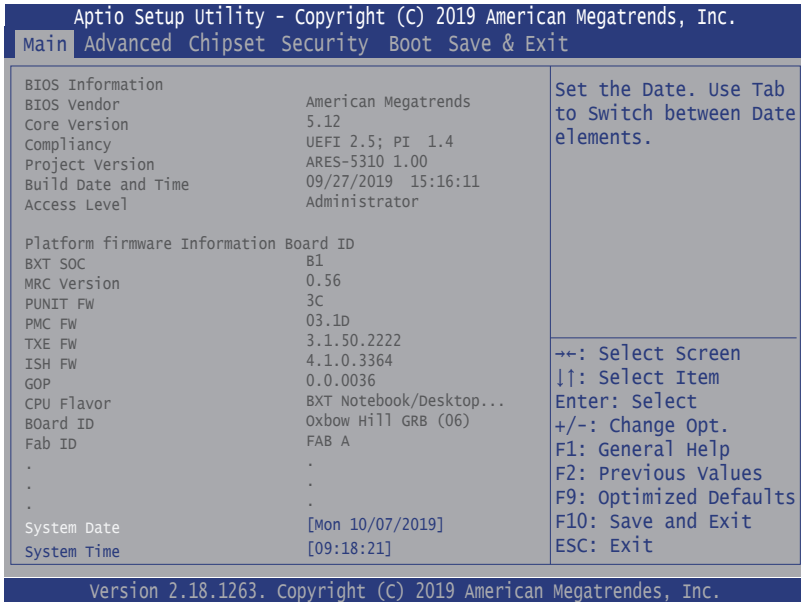 Aptio Setup Utility - Copyright (C) 2019 American Megatrends, Inc.
Main Advanced Chipset Security Boot Save & Exit
BIOS Information
BIOS Vendor American Megatrends
Core Version 5.12
Compliancy UEFI 2.5; PI 1.4
Project Version ARES-5310 1.00
Build Date and Time 09/27/2019 15:16:11
Access Level Administrator
Platform firmware Information Board ID
BXT SOC B1
MRC Version 0.56
PUNIT FW 3C
PMC FW 03.1D
TXE FW 3.1.50.2222
ISH FW 4.1.0.3364
GOP 0.0.0036
CPU Flavor BXT Notebook/Desktop...
BOard ID Oxbow Hill GRB (06)
Fab ID FAB A
. .
. .
. .
System Date [Mon 10/07/2019]
System Time [09:18:21]
Set the Date. Use Tab
to Switch between Date
elements.
→←: Select Screen
↓↑: Select Item
Enter: Select
+/-: Change Opt.
F1: General Help
F2: Previous Values
F9: Optimized Defaults
F10: Save and Exit
ESC: Exit
Version 2.18.1263. Copyright (C) 2019 American Megatrendes, Inc.